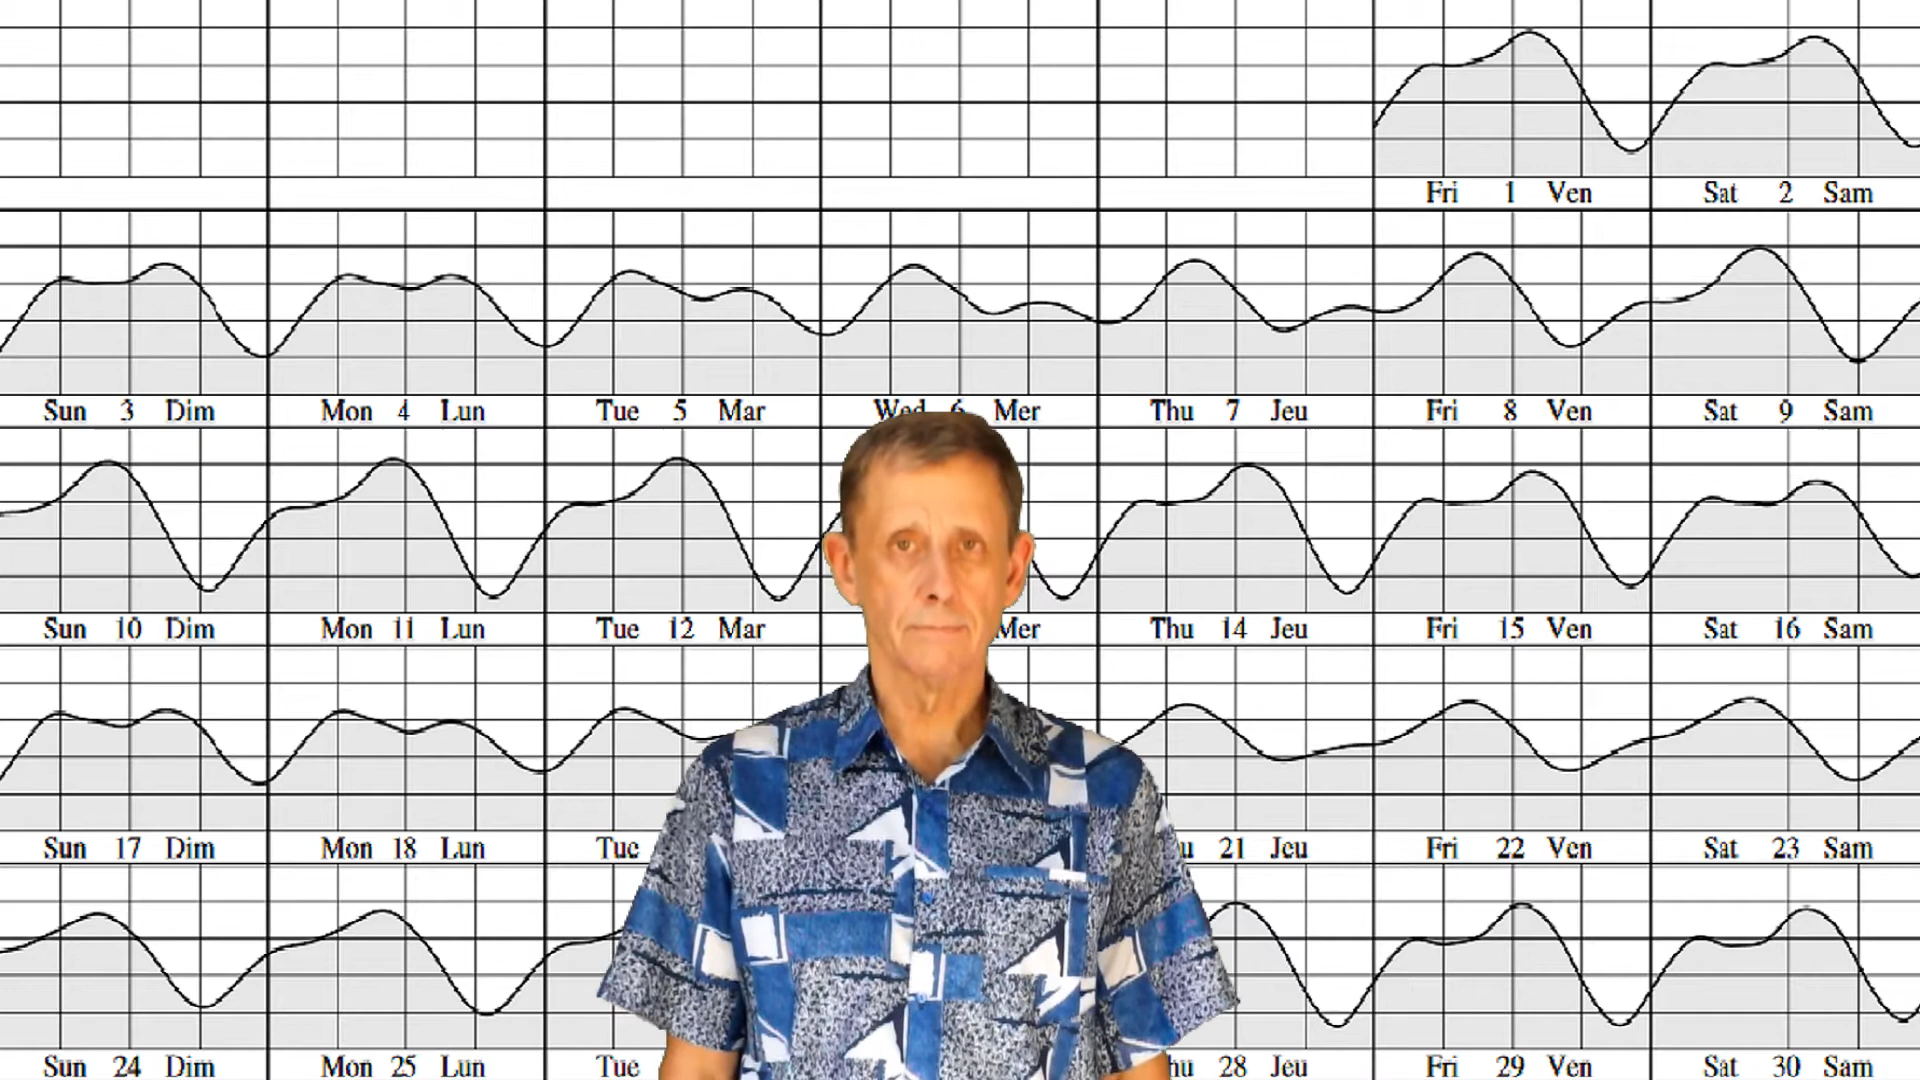 Fri 1 Ven Sat 2 Sam
Sun 3 Dim Mon 4 Lun Tue 5 Mar Wed 6 Mer Thu 7 Jeu Fri 8 Ven Sat 9 Sam
Sun 10 Dim Mon 11 Lun Tue 12 Mar Mer Thu 14 Jeu Fri 15 Ven Sat 16 Sam
Sun 17 Dim Mon 18 Lun Tue 21 Jeu Fri 22 Ven Sat 23 Sam
Sun 24 Dim Mon 25 Lun Tue 28 Jeu Fri 29 Ven Sat 30 Sam